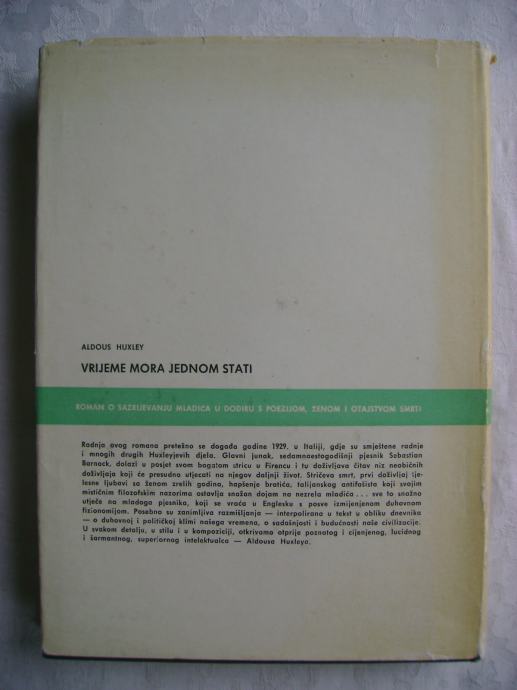 ALDOUS HUXLEY
VRIJEME MORA JEDNOM STATI
ROMAN O SAZRIJEVANJU MLADIĆA U DODIRU S POEZIJOM, ŽENOM I OTAJSTVOM SMRTI
Radnja ovog romana pretežno se događa godine 1929. u Italiji, gdje su smještene radnje
i mnogih drugih Huxleyjevih djela. Glavni junak, sedamnaestogodišnji pjesnik Sebastian
Barnack, dolazi u posjet svom bogatom stricu u Firencu i tu doživljava čitav niz neobičnih
doživljaja koji će presudno utjecati na njegov daljnji život. Stričeva smrt, prvi doživljaj tje-
lesne ljubavi sa ženom zrelih godina, hapšenje bratića, talijanskog antifašista koji svojim
mističnim filozofskim nazorima ostavlja snažan dojam na nezrela mladića . . . sve to snažno
utječe na mladoga pjesnika, koji se vraća u Englesku s posve izmijenjenom duhovnom
fizionomijom. Posebno su zanimljiva razmišljanja — interpolirana u tekst u obliku dnevnika
— o duhovnoj i političkoj klimi našega vremena, o sadašnjosti i budućnosti naše civilizacije.
U svakom detalju, u stilu i u kompoziciji, otkrivamo otprije poznatog i cijenjenog, lucidnog
i šarmantnog, superiornog intelektualca — Aldousa Huxleya.